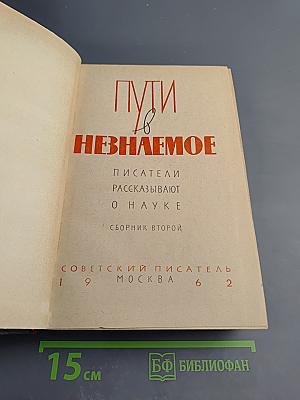 ПУТИ
в
НЕЗНАЕМОЕ
ПИСАТЕЛИ
РАССКАЗЫВАЮТ
О НАУКЕ
СБОРНИК ВТОРОЙ
СОВЕТСКИЙ ПИСАТЕЛЬ
19 МОСКВА 62
15 см
БФ БИБЛИОФАН